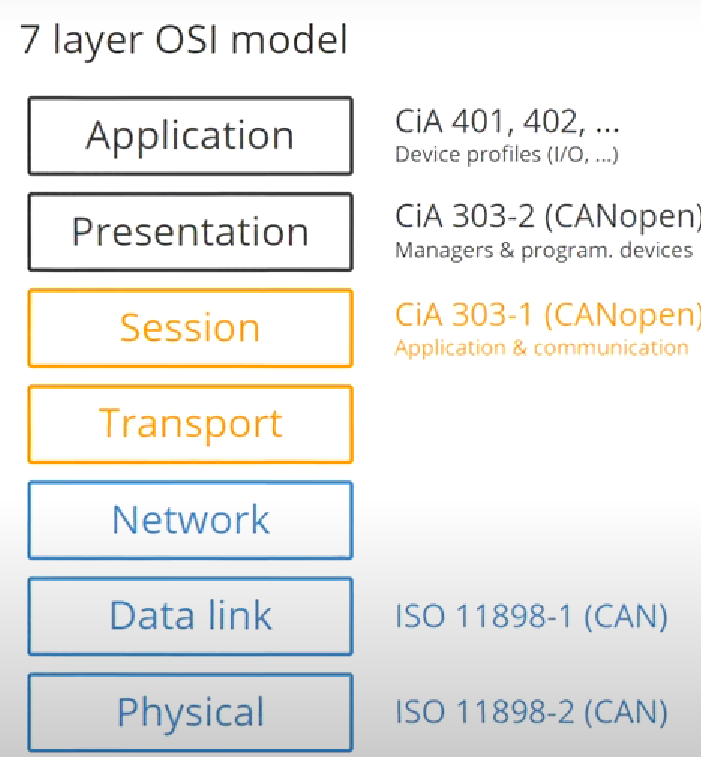 7 layer OSI model
Application
CiA 401, 402, ...
Device profiles (I/O, ...)
Presentation
CiA 303-2 (CANopen)
Managers & program. devices
Session
CiA 303-1 (CANopen)
Application & communication
Transport
Network
Data link
ISO 11898-1 (CAN)
Physical
ISO 11898-2 (CAN)